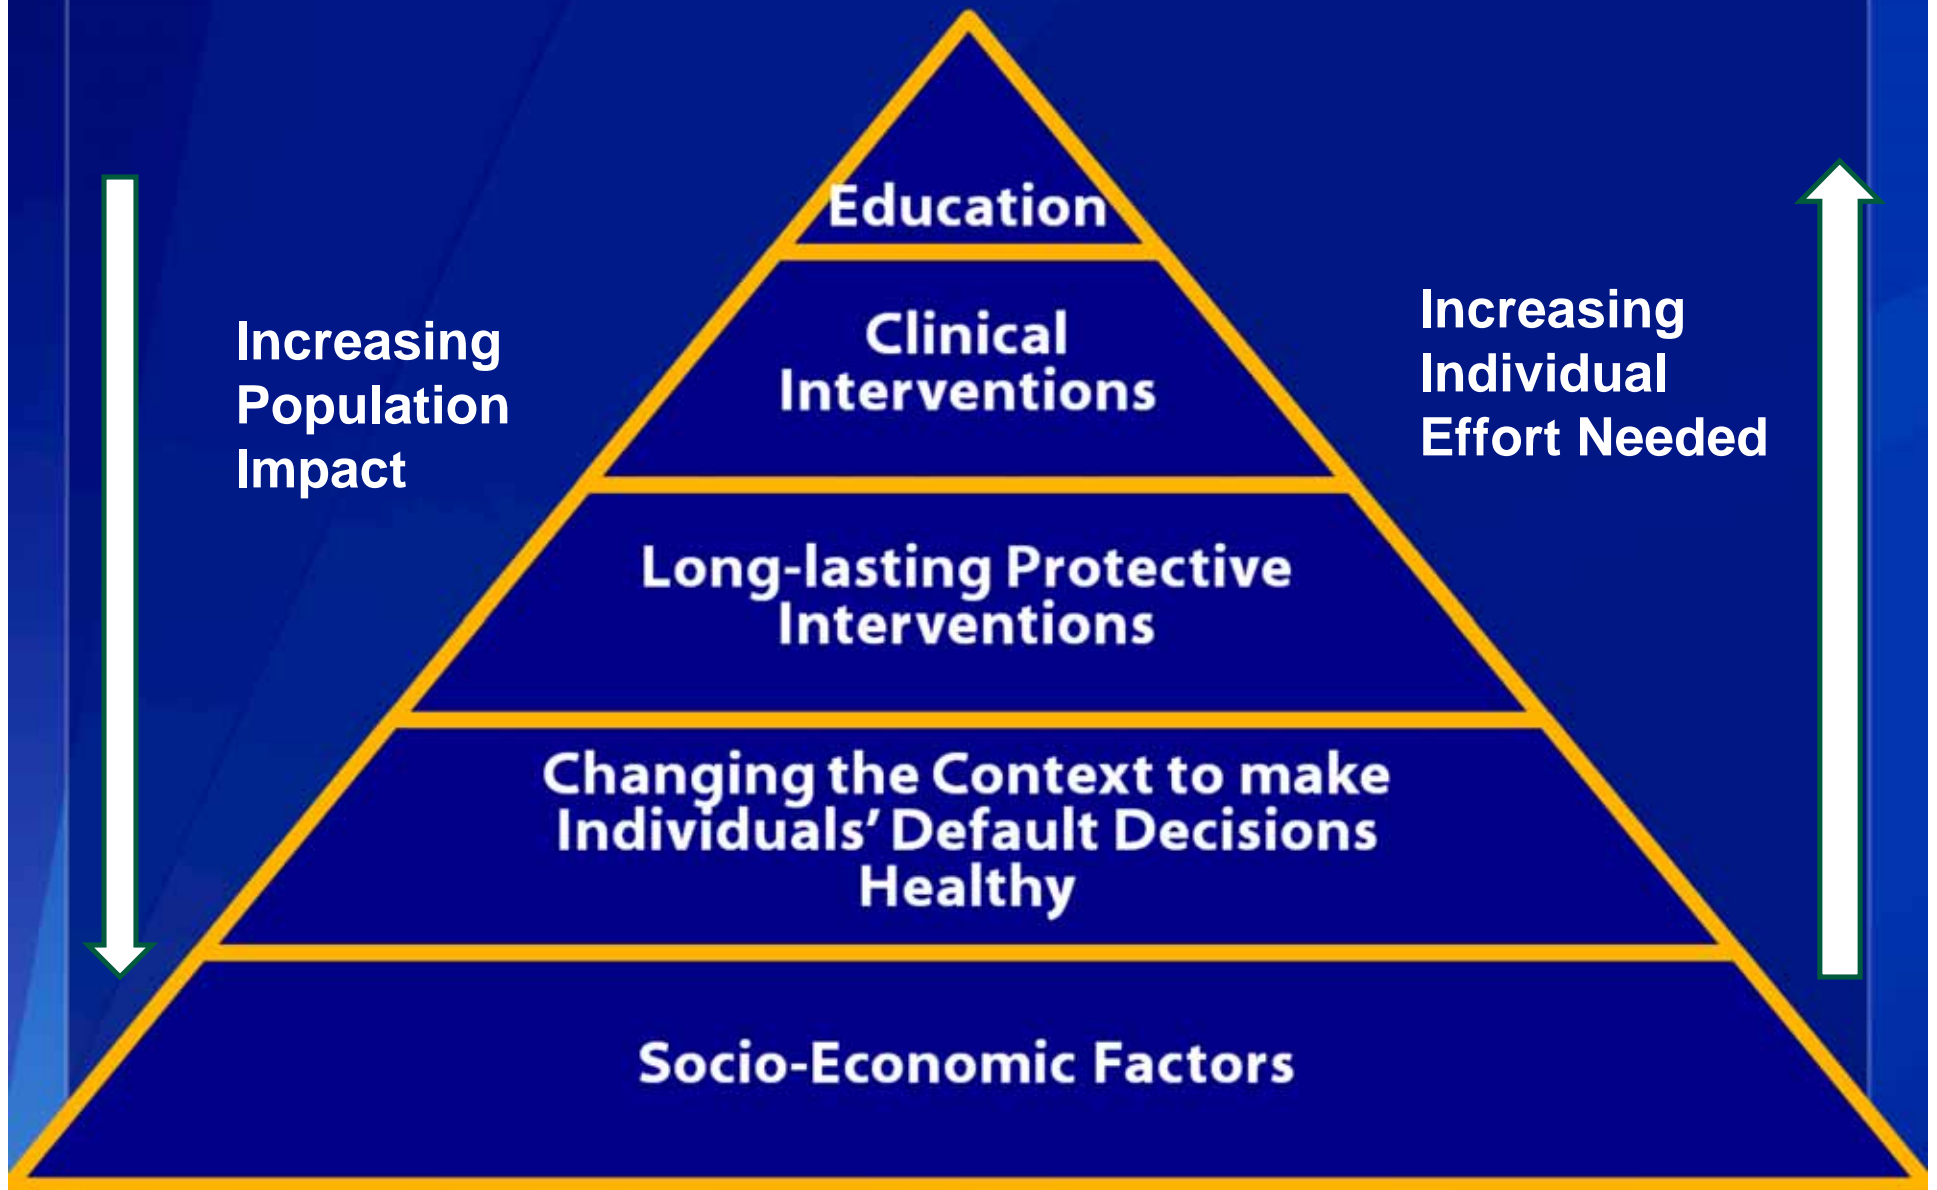 Education
Clinical
Interventions
Increasing
Population
Impact
Increasing
Individual
Effort Needed
Long-lasting Protective
Interventions
Changing the Context to make
Individuals’ Default Decisions
Healthy
Socio-Economic Factors